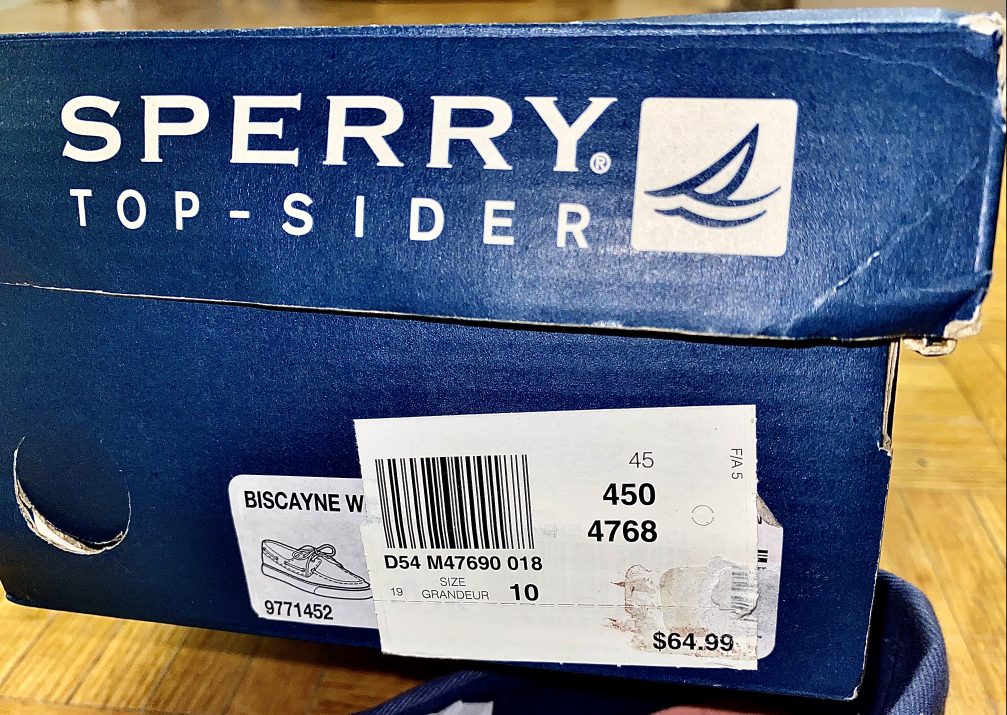 SPERRY®
TOP-SIDER
BISCAYNE W
9771452
45
450
4768
F/A 5
D54 M47690 018
19
SIZE
GRANDEUR
10
$64.99